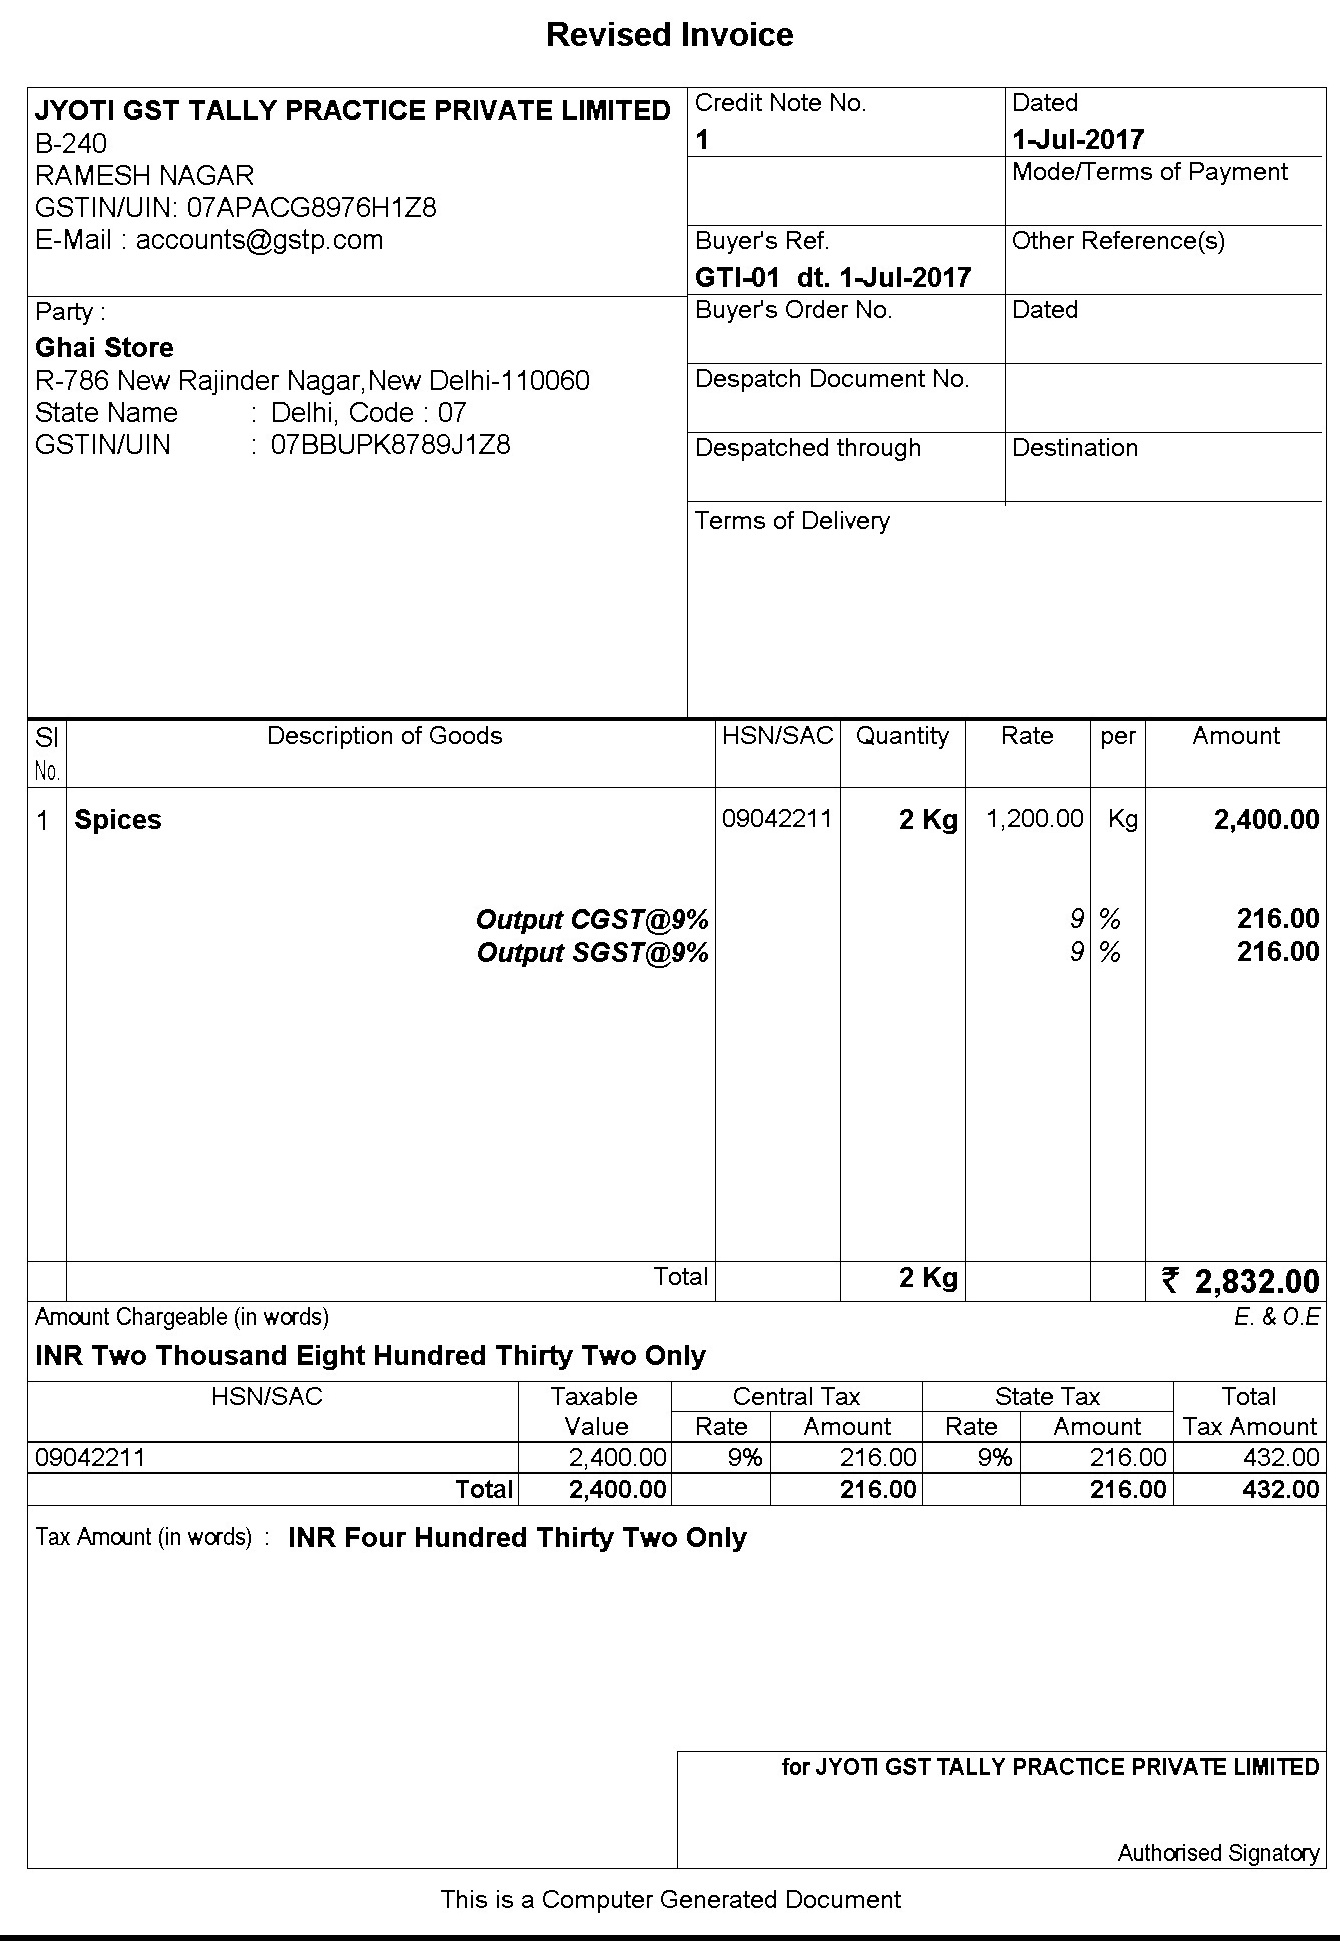 Revised Invoice
JYOTI GST TALLY PRACTICE PRIVATE LIMITED
B-240
RAMESH NAGAR
GSTIN/UIN: 07APACG8976H1Z8
E-Mail : accounts@gstp.com
Credit Note No.
1
Dated
1-Jul-2017
Mode/Terms of Payment
Buyer's Ref.
GTI-01 dt. 1-Jul-2017
Other Reference(s)
Buyer's Order No.
Dated
Despatch Document No.
Despatched through
Destination
Terms of Delivery
Party :
Ghai Store
R-786 New Rajinder Nagar,New Delhi-110060
State Name : Delhi, Code : 07
GSTIN/UIN : 07BBUPK8789J1Z8
Sl No. Description of Goods HSN/SAC Quantity Rate per Amount
1 Spices 09042211 2 Kg 1,200.00 Kg 2,400.00
Output CGST@9% 9 % 216.00
Output SGST@9% 9 % 216.00
Total 2 Kg ₹ 2,832.00
Amount Chargeable (in words) E. & O.E
INR Two Thousand Eight Hundred Thirty Two Only
HSN/SAC Taxable Central Tax State Tax Total
Value Rate Amount Rate Amount Tax Amount
09042211 2,400.00 9% 216.00 9% 216.00 432.00
Total 2,400.00 216.00 216.00 432.00
Tax Amount (in words) : INR Four Hundred Thirty Two Only
for JYOTI GST TALLY PRACTICE PRIVATE LIMITED
Authorised Signatory
This is a Computer Generated Document